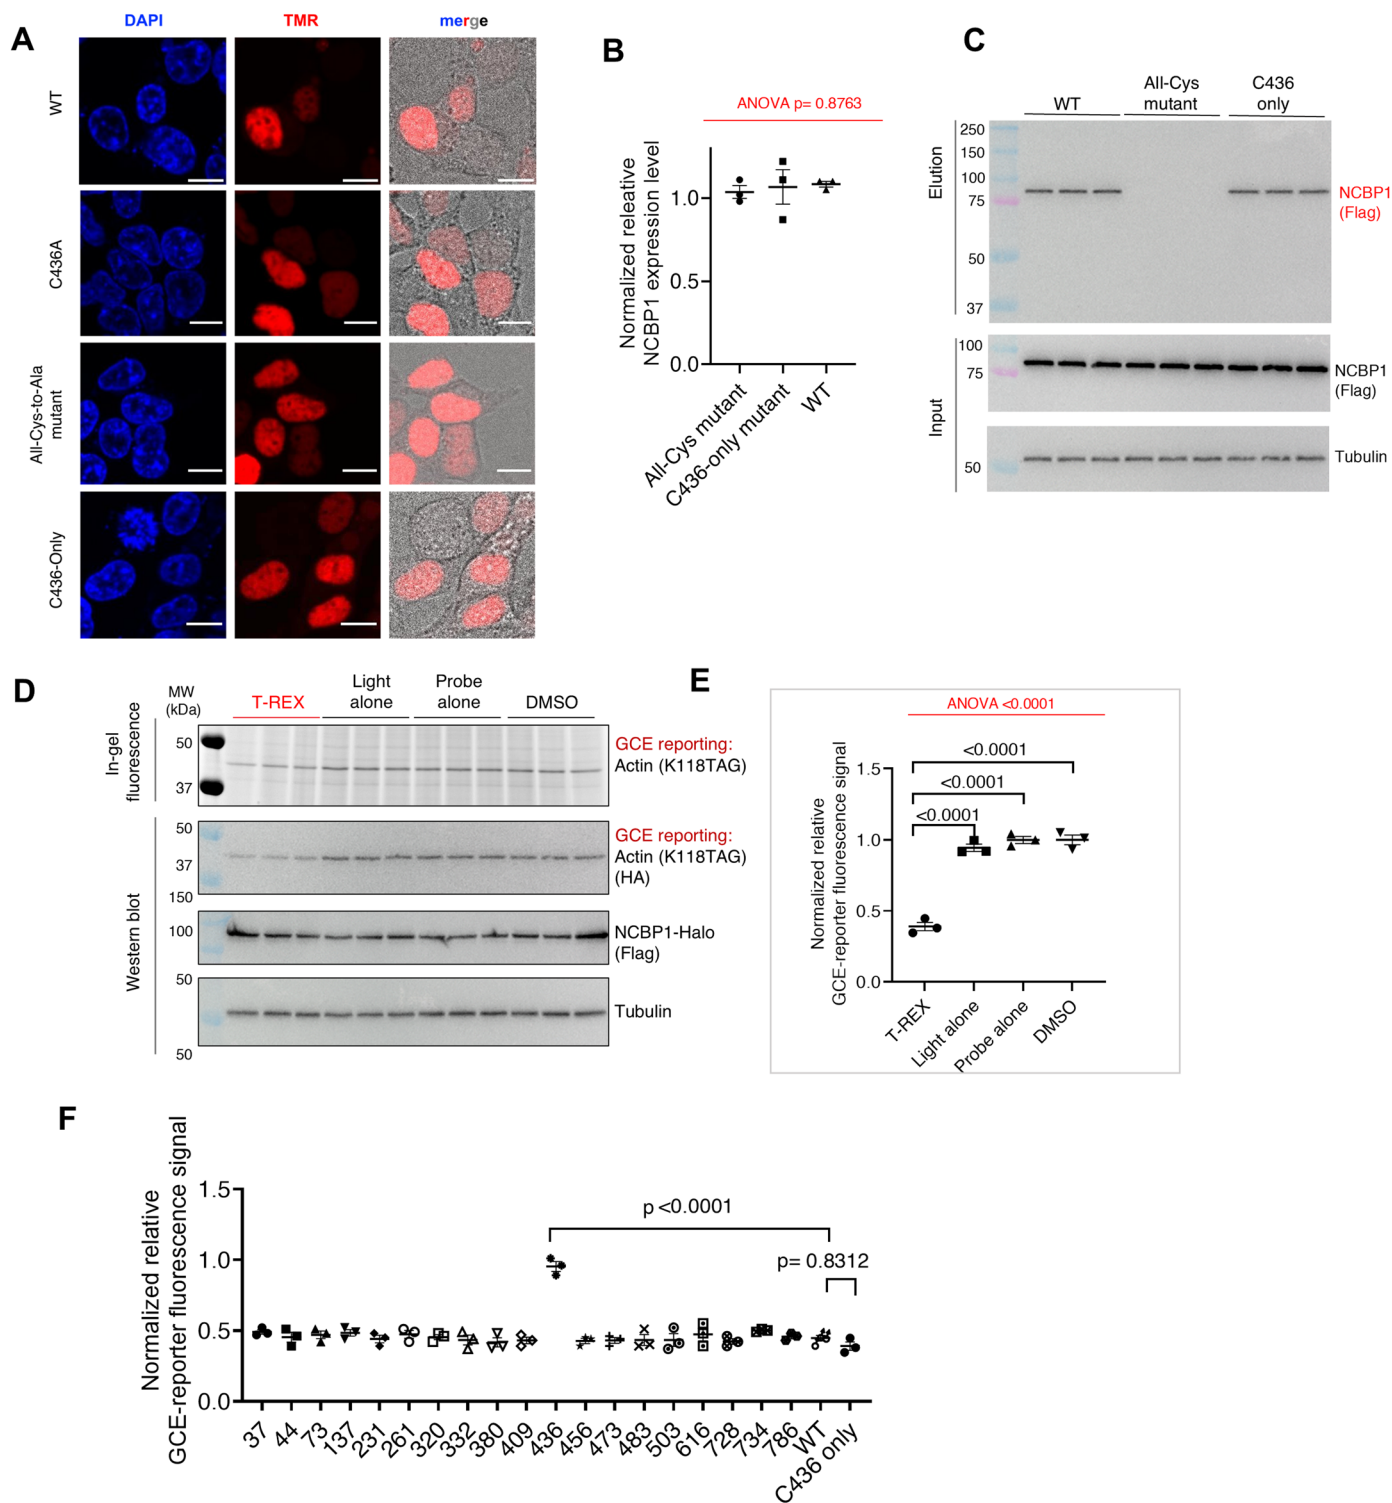 A
DAPI
TMR
merge
WT
C436A
All-Cys-to-Ala
mutant
C436-Only
B
ANOVA p= 0.8763
Normalized releative
NCBP1 expression level
1.0
0.5
0.0
All-Cys mutant
C436-only mutant
WT
C
WT
All-Cys
mutant
C436
only
Elution
250
150
100
75
50
37
NCBP1
(Flag)
Input
100
75
NCBP1
(Flag)
50
Tubulin
D
MW
(kDa)
T-REX
Light
alone
Probe
alone
DMSO
In-gel
fluorescence
50
37
GCE reporting:
Actin (K118TAG)
Western blot
50
37
150
GCE reporting:
Actin (K118TAG)
(HA)
100
NCBP1-Halo
(Flag)
50
Tubulin
50
E
ANOVA <0.0001
Normalized relative
GCE-reporter fluorescence signal
<0.0001
<0.0001
<0.0001
1.5
1.0
0.5
0.0
T-REX
Light alone
Probe alone
DMSO
F
Normalized relative
GCE-reporter fluorescence signal
1.5
1.0
0.5
0.0
p <0.0001
p= 0.8312
37
44
73
137
231
261
320
332
380
409
436
456
473
483
503
616
728
734
786
WT
C436 only